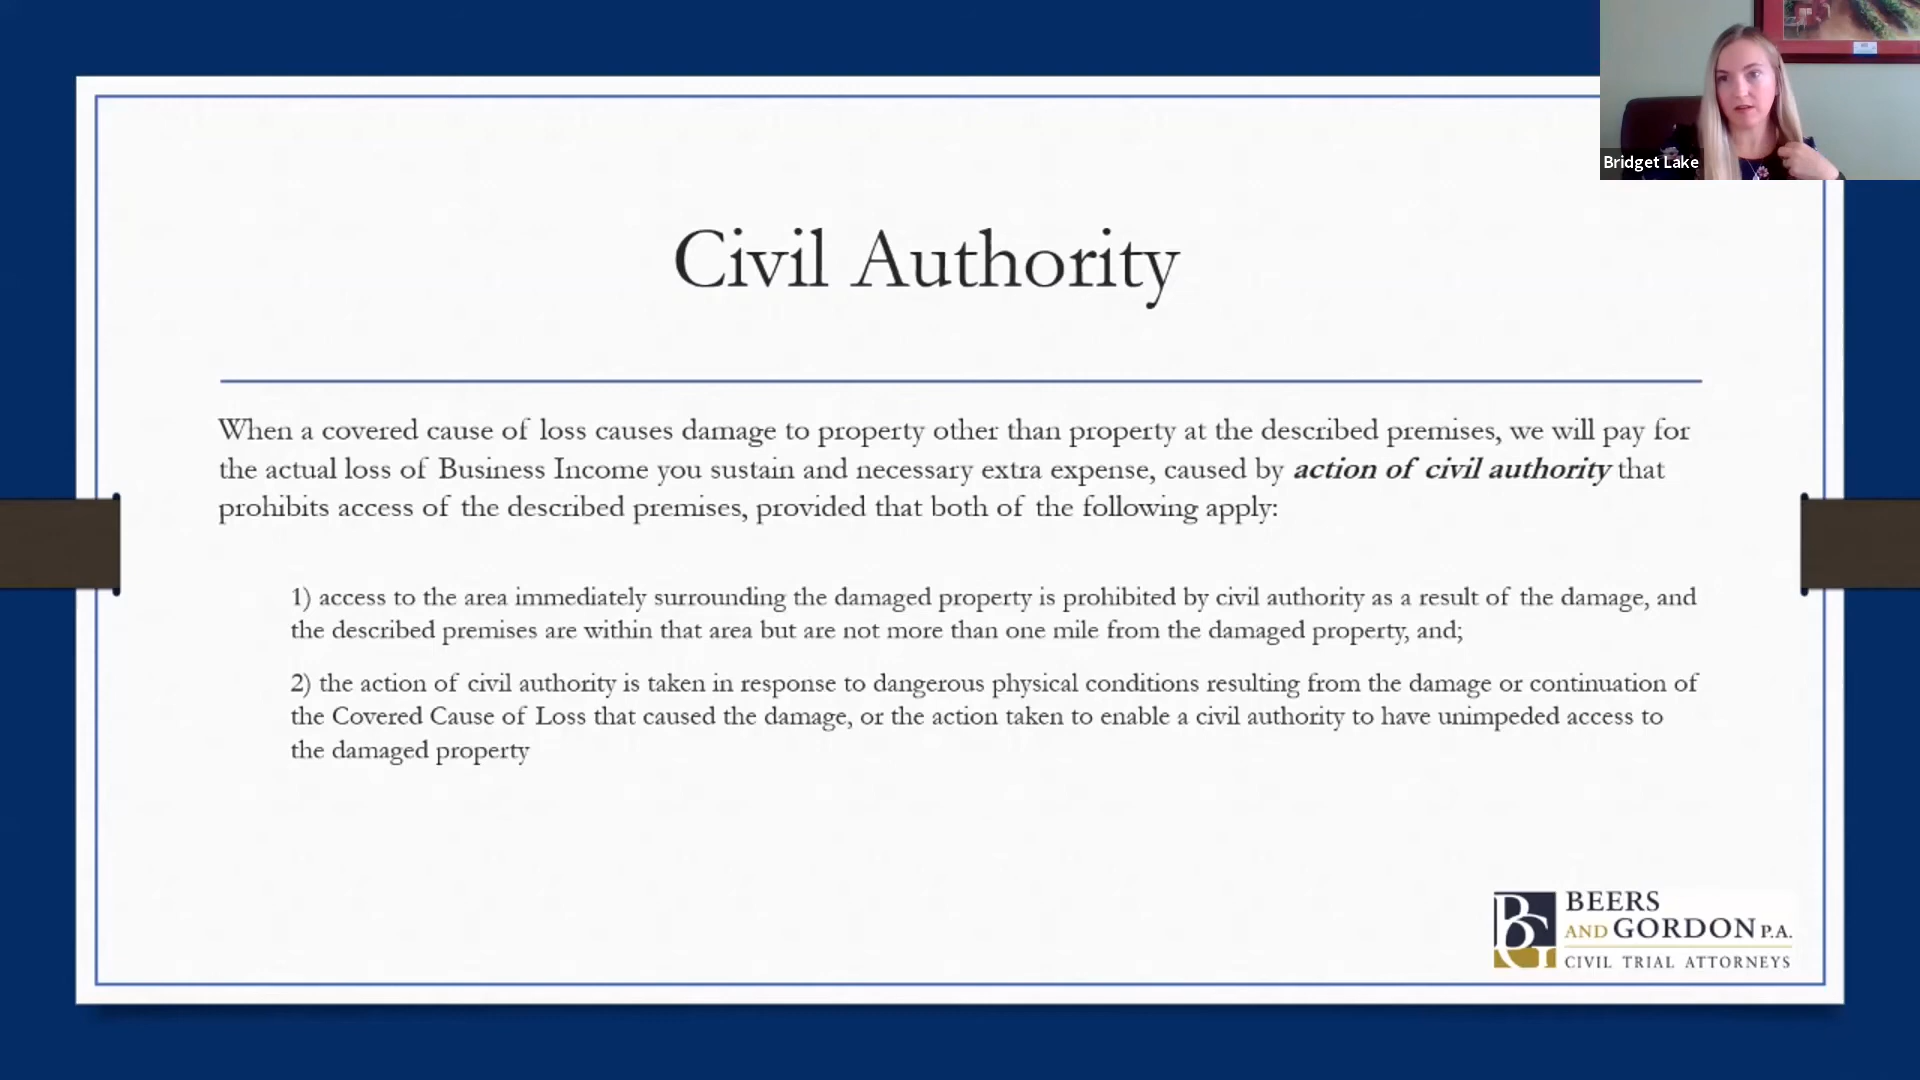 Bridget Lake
Civil Authority
When a covered cause of loss causes damage to property other than property at the described premises, we will pay for
the actual loss of Business Income you sustain and necessary extra expense, caused by action of civil authority that
prohibits access of the described premises, provided that both of the following apply:
1) access to the area immediately surrounding the damaged property is prohibited by civil authority as a result of the damage, and
the described premises are within that area but are not more than one mile from the damaged property, and;
2) the action of civil authority is taken in response to dangerous physical conditions resulting from the damage or continuation of
the Covered Cause of Loss that caused the damage, or the action taken to enable a civil authority to have unimpeded access to
the damaged property
BG
BEERS
AND GORDON P.A.
CIVIL TRIAL ATTORNEYS